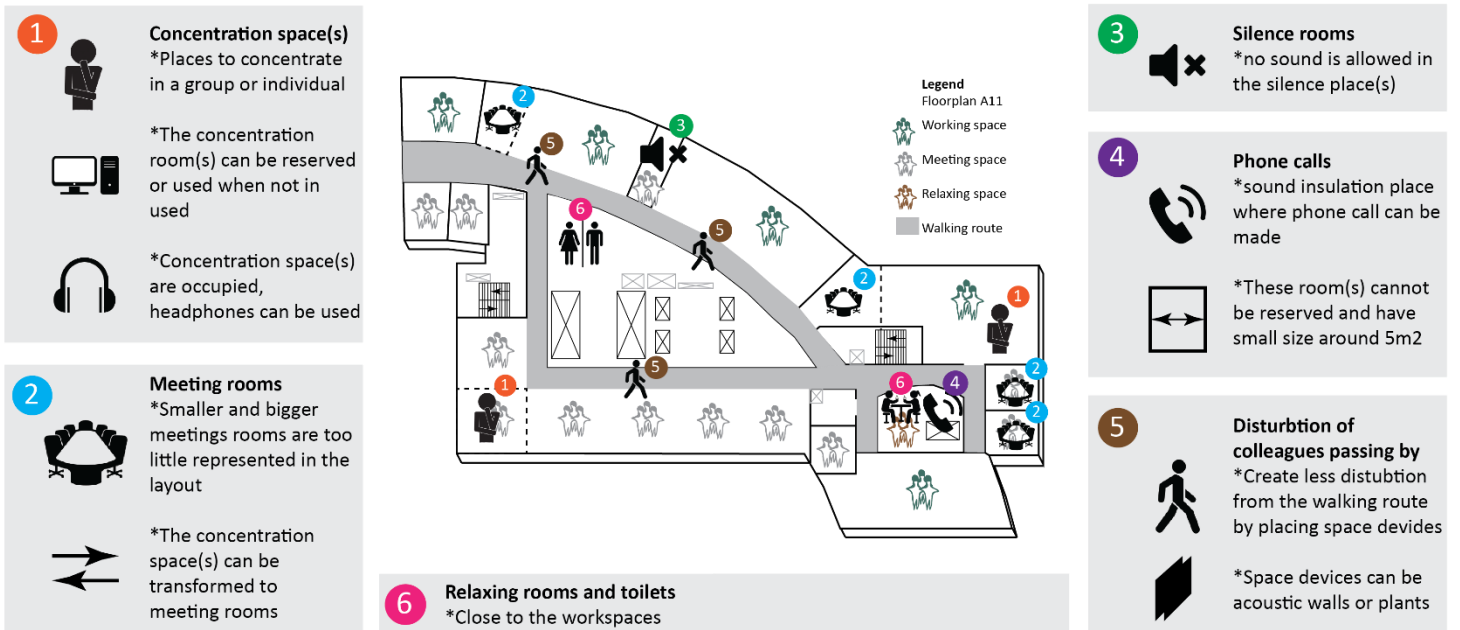 1
Concentration space(s)
*Places to concentrate
in a group or individual
*The concentration
room(s) can be reserved
or used when not in
used
*Concentration space(s)
are occupied,
headphones can be used
2
Meeting rooms
*Smaller and bigger
meetings rooms are too
little represented in the
layout
*The concentration
space(s) can be
transformed to
meeting rooms
2
5
3
6
5
2
1
5
1
6
4
2
2
Legend
Floorplan A11
Working space
Meeting space
Relaxing space
Walking route
6
Relaxing rooms and toilets
*Close to the workspaces
3
Silence rooms
*no sound is allowed in
the silence place(s)
4
Phone calls
*sound insulation place
where phone call can be
made
*These room(s) cannot
be reserved and have
small size around 5m2
5
Disturbtion of
colleagues passing by
*Create less distubtion
from the walking route
by placing space devides
*Space devices can be
acoustic walls or plants